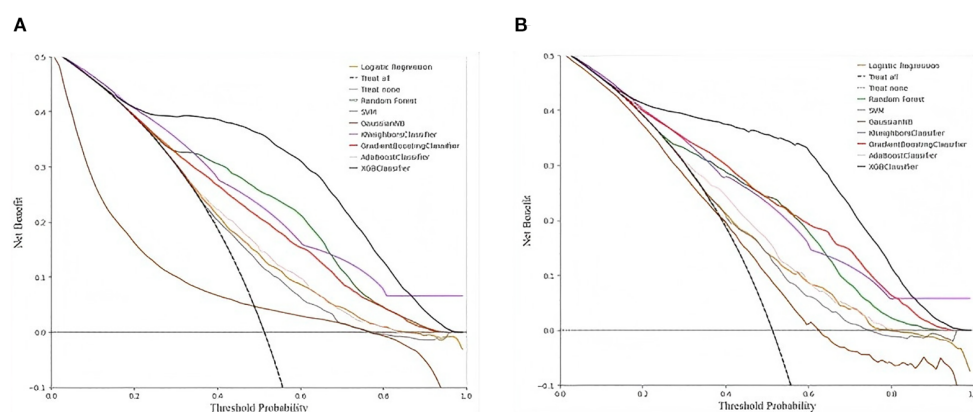 A
0.5
0.4
0.3
0.2
0.1
0.0
−0.1
Net Benefit
0.0
0.2
0.4
0.6
0.8
1.0
Threshold Probability
Logistic Regression
Treat all
Treat none
Random Forest
SVM
GaussianNB
KNeighborsClassifier
GradientBoostingClassifier
AdaBoostClassifier
XGBClassifier
B
0.5
0.4
0.3
0.2
0.1
0.0
−0.1
Net Benefit
0.0
0.2
0.4
0.6
0.8
1.0
Threshold Probability
Logistic Regression
Treat all
Treat none
Random Forest
SVM
GaussianNB
KNeighborsClassifier
GradientBoostingClassifier
AdaBoostClassifier
XGBClassifier